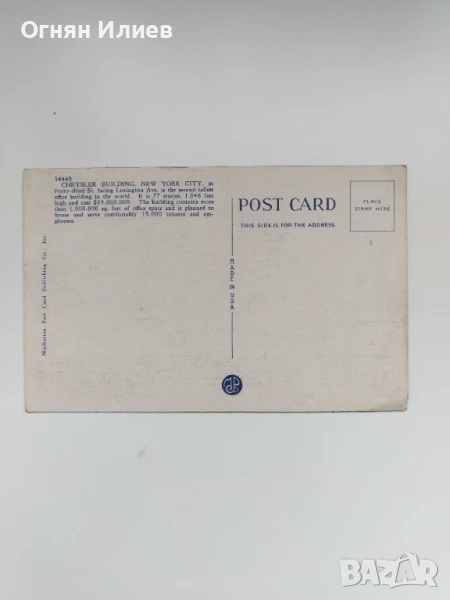 Огнян Илиев
14465
CHRYSLER BUILDING, NEW YORK CITY, at
Forty-third St. facing Lexington Ave. is the second tallest
office building in the world. It is 77 stories, 1,046 feet
high and cost $15,000,000. The Building contains more
than 1,000,000 sq. feet of office space and is planned to
house and serve comfortably 15,000 tenants and em-
ployees.
Manhattan Post Card Publishing Co., Inc.
MADE IN USA
POST CARD
THIS SIDE IS FOR THE ADDRESS
PLACE
STAMP HERE
BAZAR